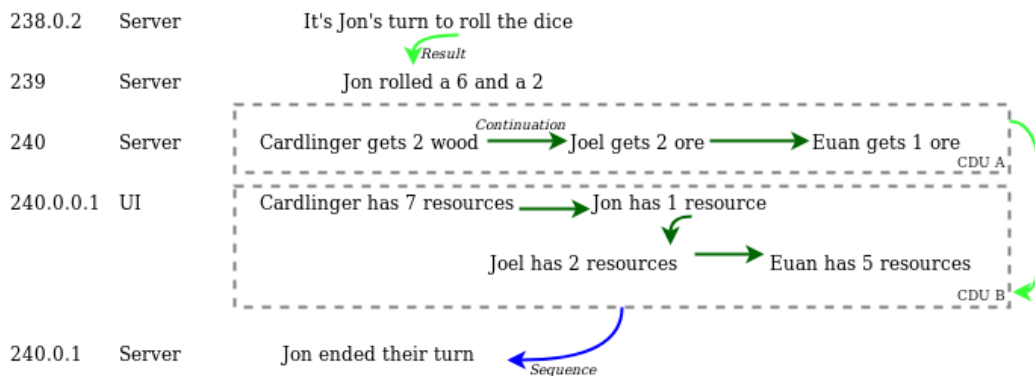 238.0.2 Server It's Jon's turn to roll the dice
Result
239 Server Jon rolled a 6 and a 2
Continuation
240 Server Cardlinger gets 2 wood Joel gets 2 ore Euan gets 1 ore
CDU A
240.0.0.1 UI Cardlinger has 7 resources Jon has 1 resource
Joel has 2 resources Euan has 5 resources
CDU B
240.0.1 Server Jon ended their turn
Sequence